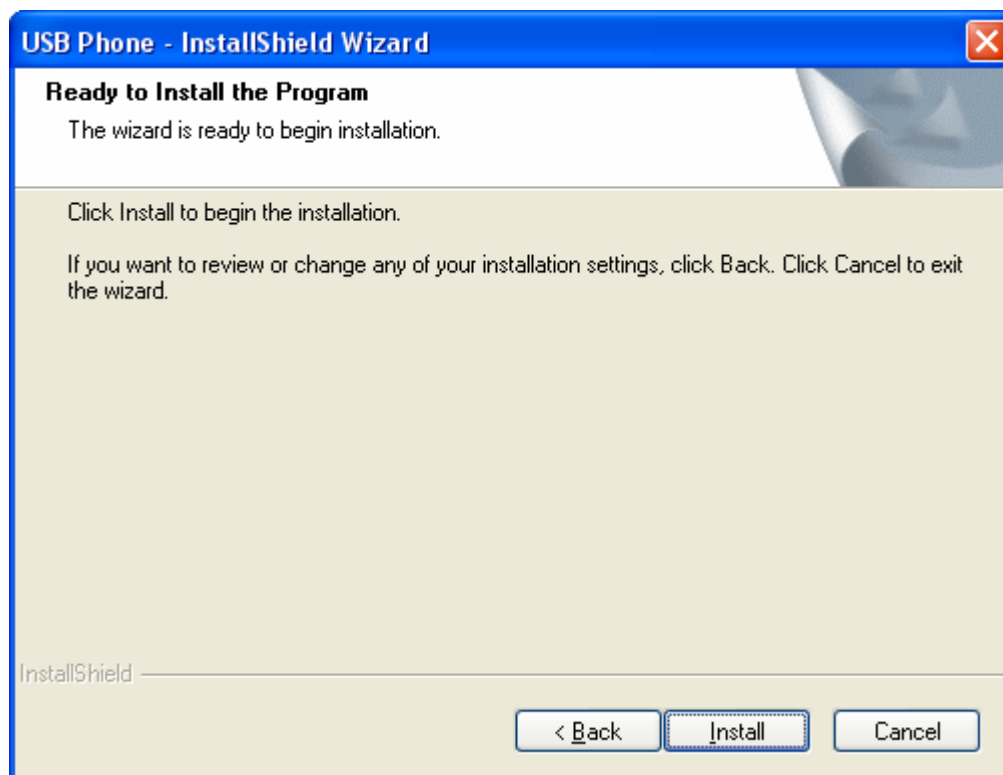 USB Phone - InstallShield Wizard
Ready to Install the Program
The wizard is ready to begin installation.
Click Install to begin the installation.
If you want to review or change any of your installation settings, click Back. Click Cancel to exit
the wizard.
InstallShield
< Back Install Cancel